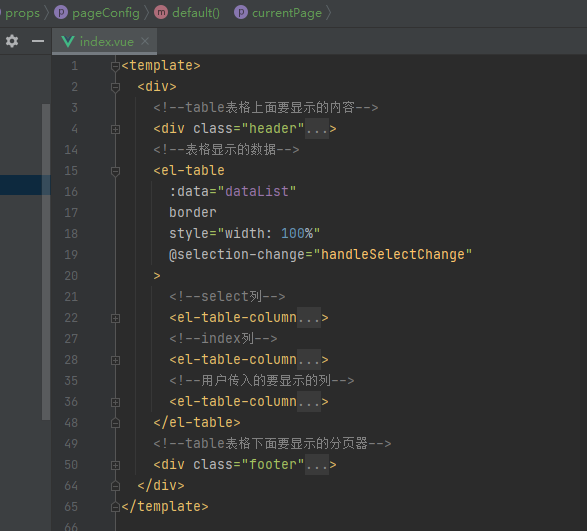 props > pageConfig > default() > currentPage
index.vue
1 <template>
2 <div>
3 <!--table表格上面要显示的内容-->
4 <div class="header"...>
14 <!--表格显示的数据-->
15 <el-table
16 :data="dataList"
17 border
18 style="width: 100%"
19 @selection-change="handleSelectChange"
20 >
21 <!--select列-->
22 <el-table-column...>
27 <!--index列-->
28 <el-table-column...>
35 <!--用户传入的要显示的列-->
36 <el-table-column...>
48 </el-table>
49 <!--table表格下面要显示的分页器-->
50 <div class="footer"...>
64 </div>
65 </template>
66